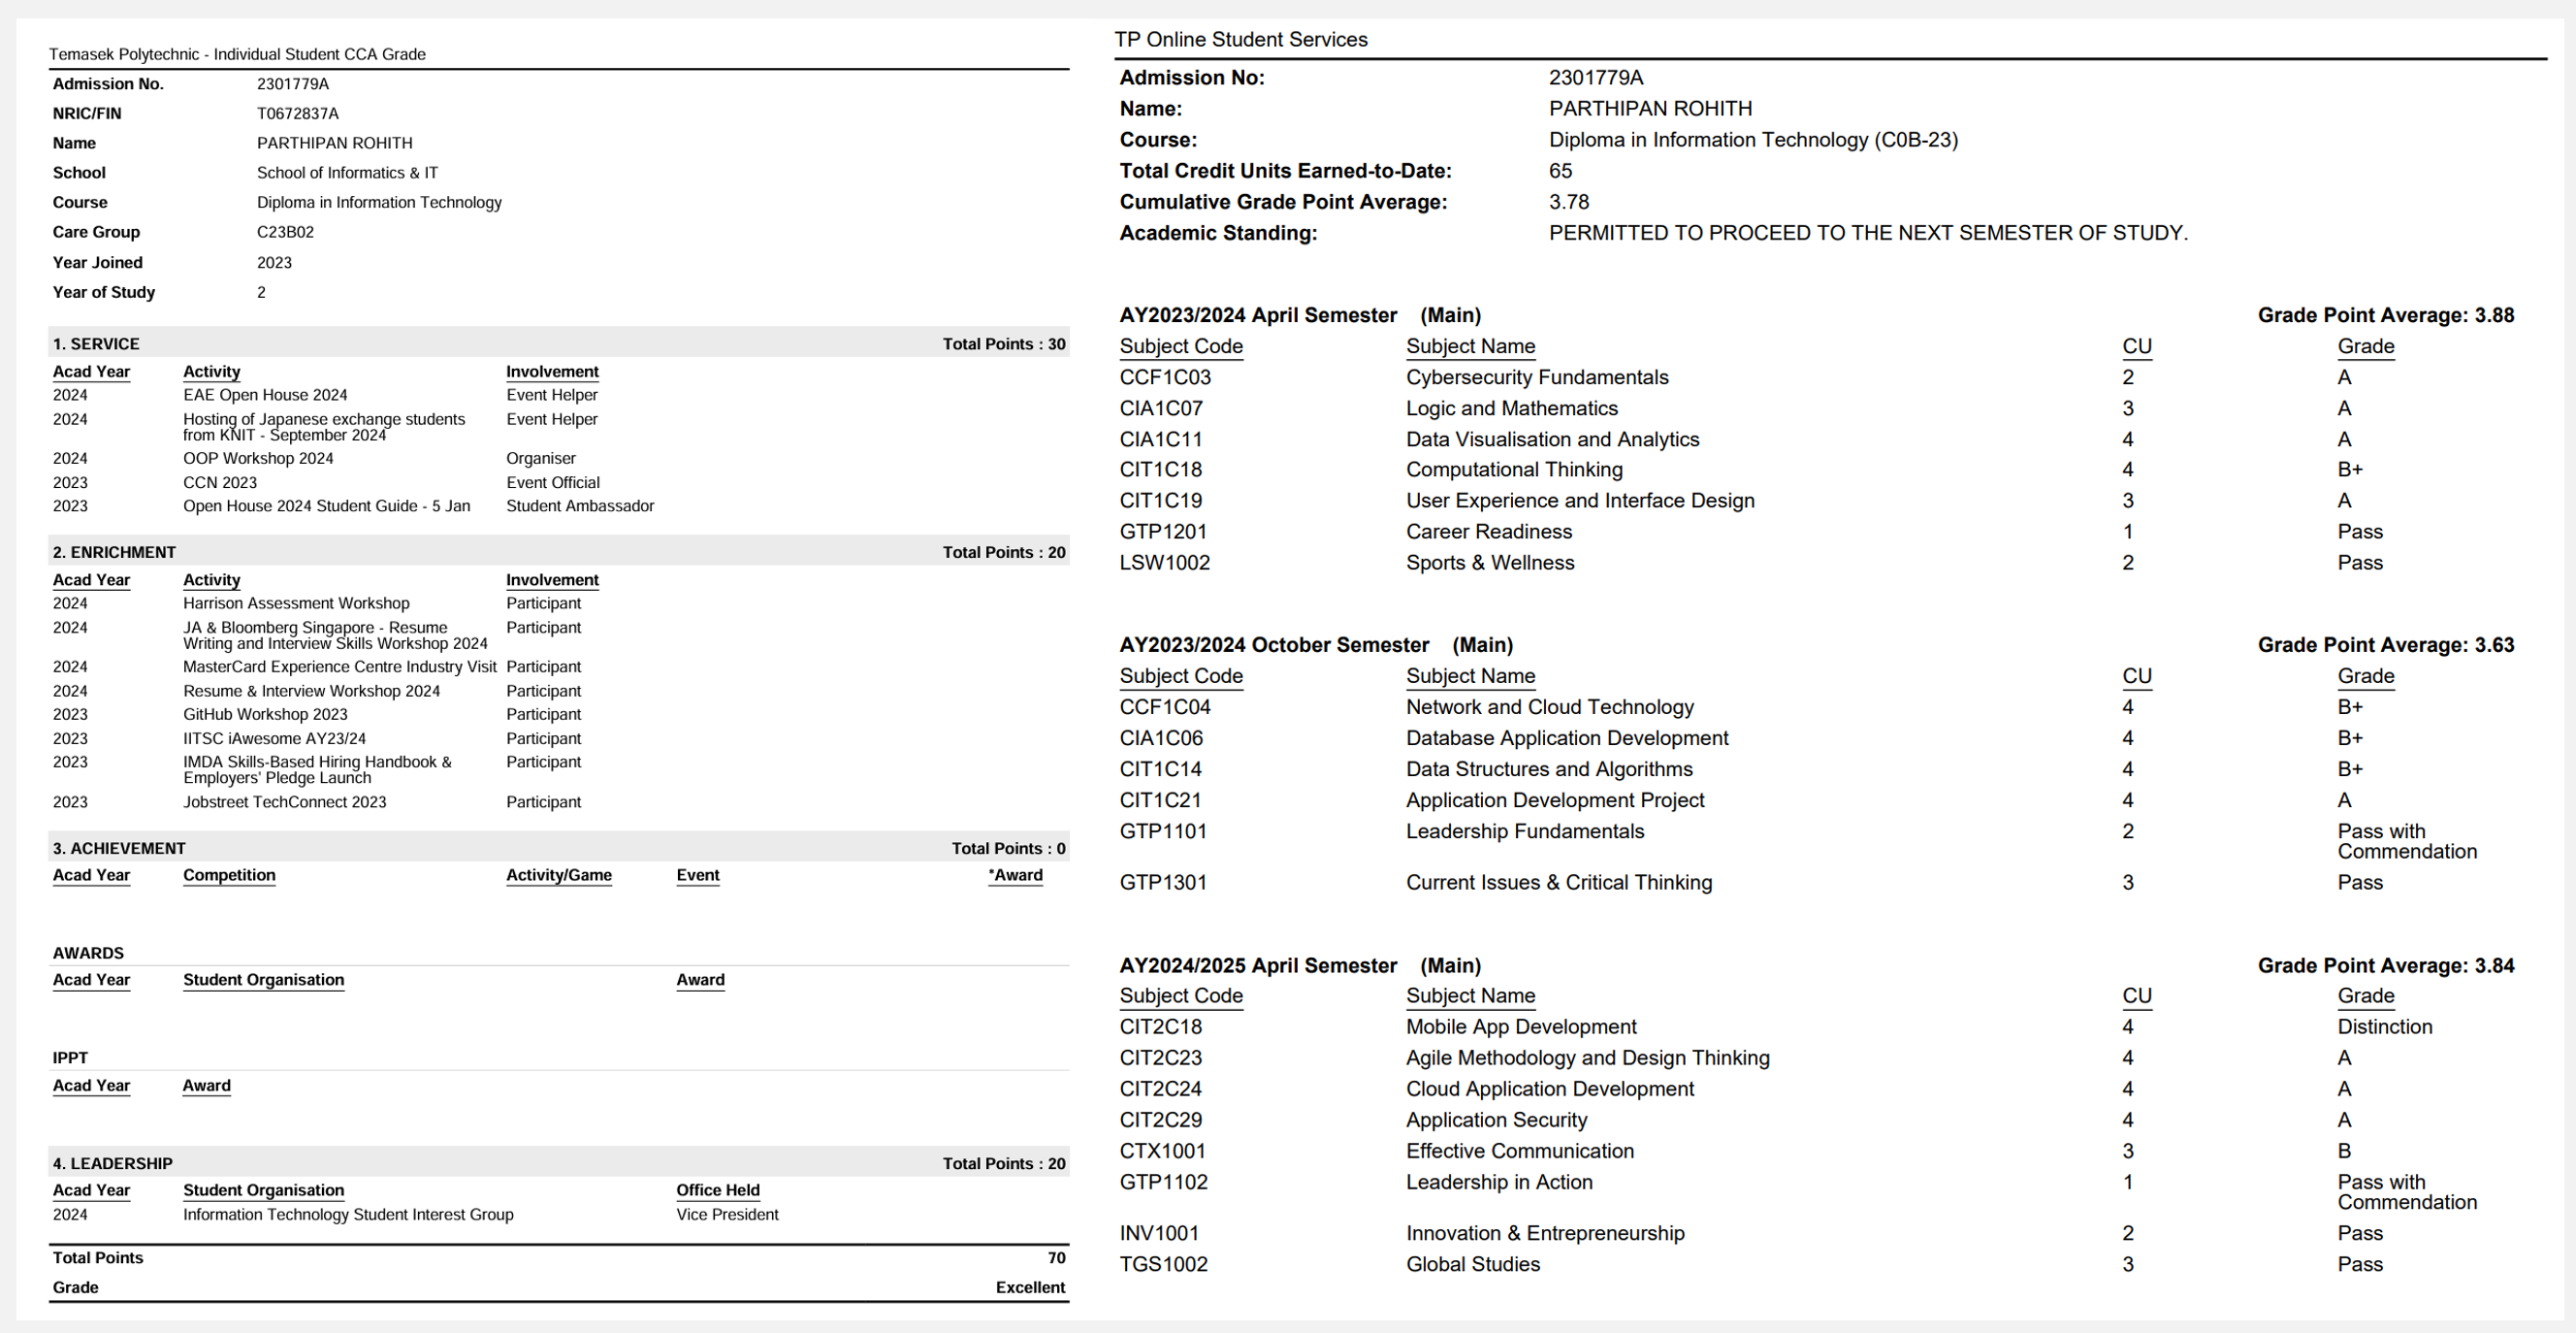 Temasek Polytechnic - Individual Student CCA Grade
Admission No. 2301779A
NRIC/FIN T0672837A
Name PARTHIPAN ROHITH
School School of Informatics & IT
Course Diploma in Information Technology
Care Group C23B02
Year Joined 2023
Year of Study 2
1. SERVICE Total Points : 30
Acad Year Activity Involvement
2024 EAE Open House 2024 Event Helper
2024 Hosting of Japanese exchange students Event Helper
from KNIT - September 2024
2024 OOP Workshop 2024 Organiser
2023 CCN 2023 Event Official
2023 Open House 2024 Student Guide - 5 Jan Student Ambassador
2. ENRICHMENT Total Points : 20
Acad Year Activity Involvement
2024 Harrison Assessment Workshop Participant
2024 JA & Bloomberg Singapore - Resume Participant
Writing and Interview Skills Workshop 2024
2024 MasterCard Experience Centre Industry Visit Participant
2024 Resume & Interview Workshop 2024 Participant
2023 GitHub Workshop 2023 Participant
2023 IITSC iAwesome AY23/24 Participant
2023 IMDA Skills-Based Hiring Handbook & Participant
Employers' Pledge Launch
2023 Jobstreet TechConnect 2023 Participant
3. ACHIEVEMENT Total Points : 0
Acad Year Competition Activity/Game Event *Award
AWARDS
Acad Year Student Organisation Award
IPPT
Acad Year Award
4. LEADERSHIP Total Points : 20
Acad Year Student Organisation Office Held
2024 Information Technology Student Interest Group Vice President
Total Points 70
Grade Excellent
TP Online Student Services
Admission No: 2301779A
Name: PARTHIPAN ROHITH
Course: Diploma in Information Technology (C0B-23)
Total Credit Units Earned-to-Date: 65
Cumulative Grade Point Average: 3.78
Academic Standing: PERMITTED TO PROCEED TO THE NEXT SEMESTER OF STUDY.
AY2023/2024 April Semester (Main) Grade Point Average: 3.88
Subject Code Subject Name CU Grade
CCF1C03 Cybersecurity Fundamentals 2 A
CIA1C07 Logic and Mathematics 3 A
CIA1C11 Data Visualisation and Analytics 4 A
CIT1C18 Computational Thinking 4 B+
CIT1C19 User Experience and Interface Design 3 A
GTP1201 Career Readiness 1 Pass
LSW1002 Sports & Wellness 2 Pass
AY2023/2024 October Semester (Main) Grade Point Average: 3.63
Subject Code Subject Name CU Grade
CCF1C04 Network and Cloud Technology 4 B+
CIA1C06 Database Application Development 4 B+
CIT1C14 Data Structures and Algorithms 4 B+
CIT1C21 Application Development Project 4 A
GTP1101 Leadership Fundamentals 2 Pass with
Commendation
GTP1301 Current Issues & Critical Thinking 3 Pass
AY2024/2025 April Semester (Main) Grade Point Average: 3.84
Subject Code Subject Name CU Grade
CIT2C18 Mobile App Development 4 Distinction
CIT2C23 Agile Methodology and Design Thinking 4 A
CIT2C24 Cloud Application Development 4 A
CIT2C29 Application Security 4 A
CTX1001 Effective Communication 3 B
GTP1102 Leadership in Action 1 Pass with
Commendation
INV1001 Innovation & Entrepreneurship 2 Pass
TGS1002 Global Studies 3 Pass